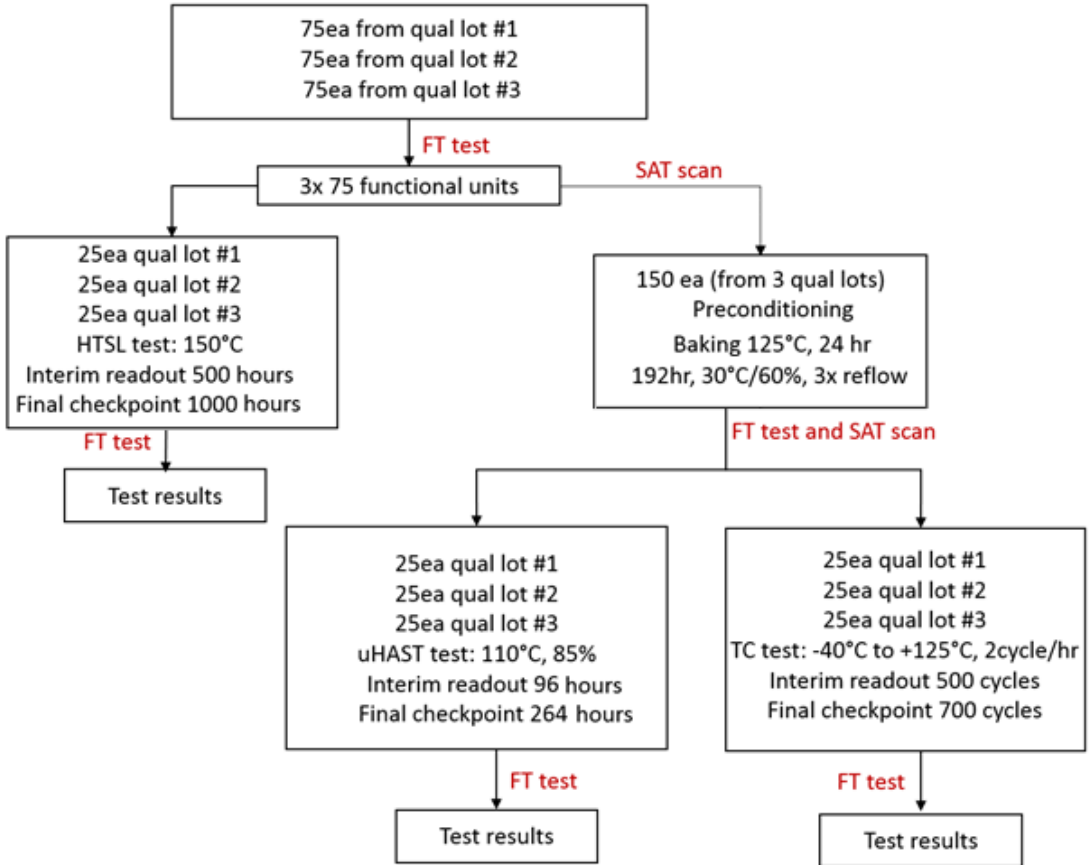 75ea from qual lot #1
75ea from qual lot #2
75ea from qual lot #3
FT test
3x 75 functional units
SAT scan
25ea qual lot #1
25ea qual lot #2
25ea qual lot #3
HTSL test: 150°C
Interim readout 500 hours
Final checkpoint 1000 hours
FT test
Test results
150 ea (from 3 qual lots)
Preconditioning
Baking 125°C, 24 hr
192hr, 30°C/60%, 3x reflow
FT test and SAT scan
25ea qual lot #1
25ea qual lot #2
25ea qual lot #3
uHAST test: 110°C, 85%
Interim readout 96 hours
Final checkpoint 264 hours
FT test
Test results
25ea qual lot #1
25ea qual lot #2
25ea qual lot #3
TC test: -40°C to +125°C, 2cycle/hr
Interim readout 500 cycles
Final checkpoint 700 cycles
FT test
Test results